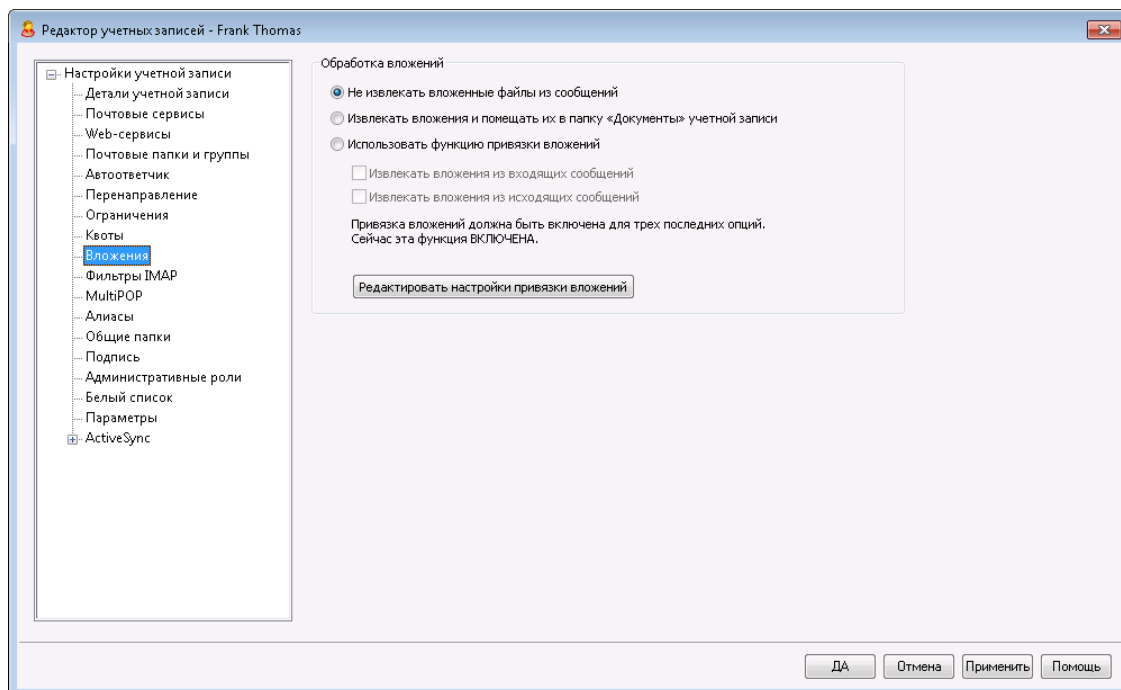 Редактор учетных записей - Frank Thomas
Настройки учетной записи
Детали учетной записи
Почтовые сервисы
Web-сервисы
Почтовые папки и группы
Автоответчик
Перенаправление
Ограничения
Квоты
Вложения
Фильтры IMAP
MultiPOP
Алиасы
Общие папки
Подпись
Административные роли
Белый список
Параметры
ActiveSync
Обработка вложений
Не извлекать вложенные файлы из сообщений
Извлекать вложения и помещать их в папку «Документы» учетной записи
Использовать функцию привязки вложений
Извлекать вложения из входящих сообщений
Извлекать вложения из исходящих сообщений
Привязка вложений должна быть включена для трех последних опций.
Сейчас эта функция ВКЛЮЧЕНА.
Редактировать настройки привязки вложений
ДА
Отмена
Применить
Помощь